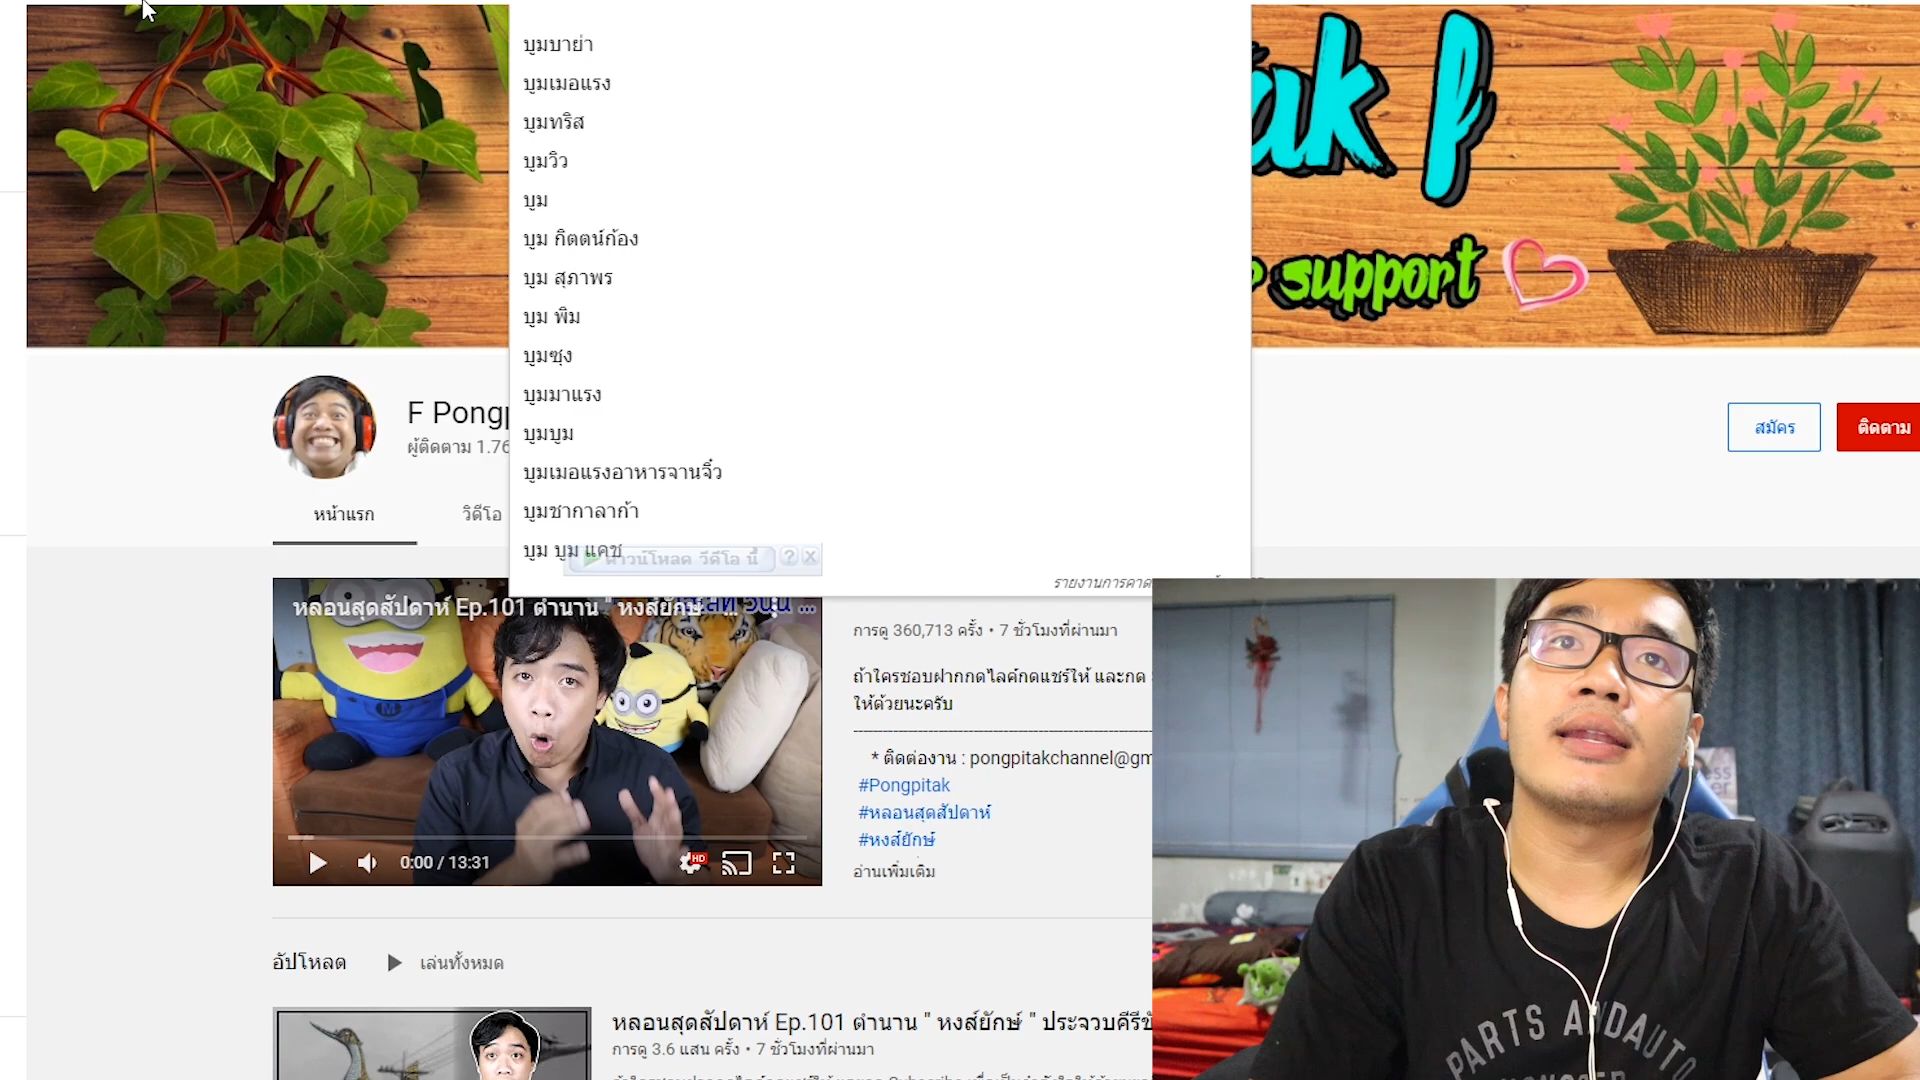 บูมบาย่า
บูมเมอแรง
บูมทริส
บูมวิว
บูม
บูม กิตตน์ก้อง
บูม สุภาพร
บูม พิม
บูมซุง
บูมมาแรง
บูมบูม
บูมเมอแรงอาหารจานจิ๋ว
บูมชากาลาก้า
บูม บูม แคช
ดาวน์โหลด วีดีโอ นี้
ak f
support
F Pong
ผู้ติดตาม 1.76
สมัคร
ติดตาม
หน้าแรก
วิดีโอ
หลอนสุดสัปดาห์ Ep.101 ตำนาน " หงส์ยักษ์ " ...
0:00 / 13:31
HD
การดู 360,713 ครั้ง • 7 ชั่วโมงที่ผ่านมา
ถ้าใครชอบฝากกดไลค์กดแชร์ให้ และกด
ให้ด้วยนะครับ
* ติดต่องาน : pongpitakchannel@gm
#Pongpitak
#หลอนสุดสัปดาห์
#หงส์ยักษ์
อ่านเพิ่มเติม
อัปโหลด
เล่นทั้งหมด
หลอนสุดสัปดาห์ Ep.101 ตำนาน " หงส์ยักษ์ " ประจวบคีรีข
การดู 3.6 แสน ครั้ง • 7 ชั่วโมงที่ผ่านมา
PARTS ANDAUTO